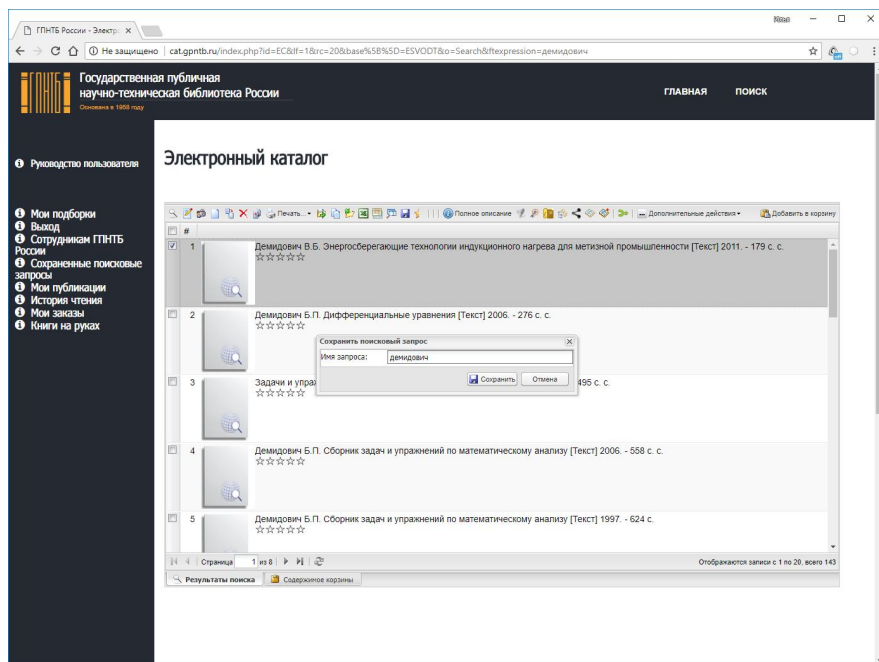 ГПНТБ России - Электр
Не защищено | cat.gpntb.ru/index.php?id=EC&lf=1&rc=20&base%5B%5D=ESVODT&o=Search&ftexpression=демидович
ГПНТБ
Государственная публичная
научно-техническая библиотека России
Основана в 1958 году
ГЛАВНАЯ ПОИСК
Руководство пользователя
Мои подборки
Выход
Сотрудникам ГПНТБ
России
Сохраненные поисковые
запросы
Мои публикации
История чтения
Мои заказы
Книги на руках
Электронный каталог
Печать... Полное описание Дополнительные действия Добавить в корзину
#
1 Демидович В.Б. Энергосберегающие технологии индукционного нагрева для метизной промышленности [Текст] 2011. - 179 с. с.
2 Демидович Б.П. Дифференциальные уравнения [Текст] 2006. - 276 с. с.
Сохранить поисковый запрос
Имя запроса: демидович
Сохранить Отмена
3 Задачи и упра 495 с. с.
4 Демидович Б.П. Сборник задач и упражнений по математическому анализу [Текст] 2006. - 558 с. с.
5 Демидович Б.П. Сборник задач и упражнений по математическому анализу [Текст] 1997. - 624 с.
Страница 1 из 8 Отображаются записи с 1 по 20, всего 143
Результаты поиска Содержимое корзины